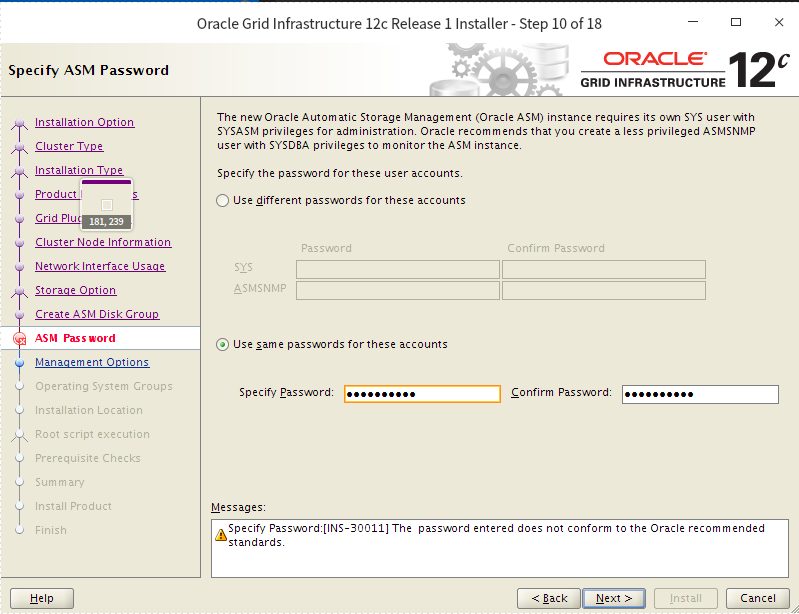 Oracle Grid Infrastructure 12c Release 1 Installer - Step 10 of 18
Specify ASM Password
ORACLE
GRID INFRASTRUCTURE 12c
Installation Option
Cluster Type
Installation Type
Product
s
Grid Plug
181, 239
Cluster Node Information
Network Interface Usage
Storage Option
Create ASM Disk Group
ASM Password
Management Options
Operating System Groups
Installation Location
Root script execution
Prerequisite Checks
Summary
Install Product
Finish
The new Oracle Automatic Storage Management (Oracle ASM) instance requires its own SYS user with
SYSASM privileges for administration. Oracle recommends that you create a less privileged ASMSNMP
user with SYSDBA privileges to monitor the ASM instance.
Specify the password for these user accounts.
Use different passwords for these accounts
Password Confirm Password
SYS
ASMSNMP
Use same passwords for these accounts
Specify Password: ●●●●●●●●●● Confirm Password: ●●●●●●●●●●
Messages:
Specify Password:[INS-30011] The password entered does not conform to the Oracle recommended
standards.
Help < Back Next > Install Cancel